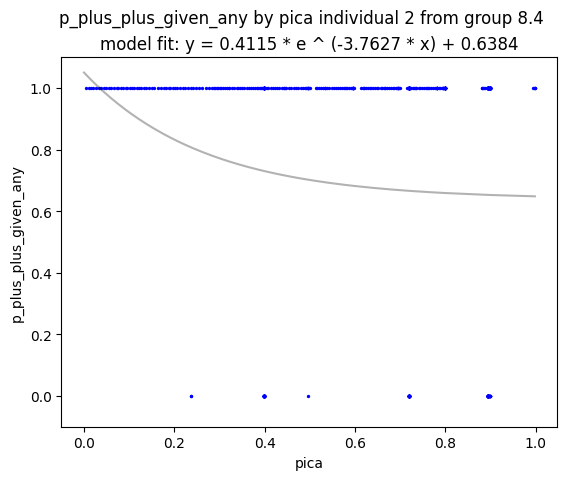 p_plus_plus_given_any by pica individual 2 from group 8.4
model fit: y = 0.4115 * e ^ (-3.7627 * x) + 0.6384
p_plus_plus_given_any
1.0
0.8
0.6
0.4
0.2
0.0
0.0 0.2 0.4 0.6 0.8 1.0
pica